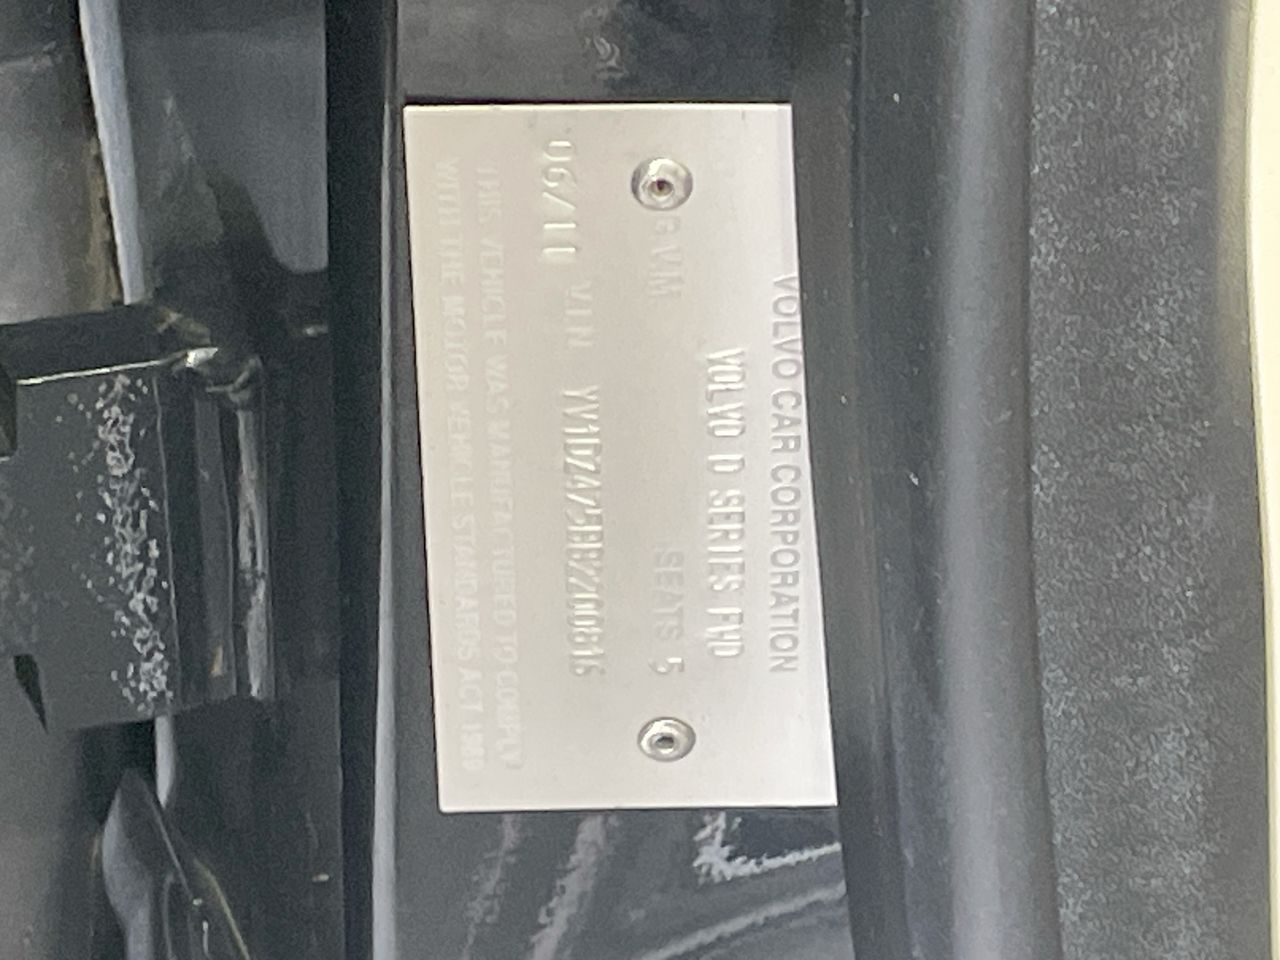 VOLVO CAR CORPORATION
VOLVO D SERIES FWD
GVM SEATS 5
06/11 VIN YV1DZ475BB2200816
THIS VEHICLE WAS MANUFACTURED TO COMPLY
WITH THE MOTOR VEHICLE STANDARDS ACT 1989